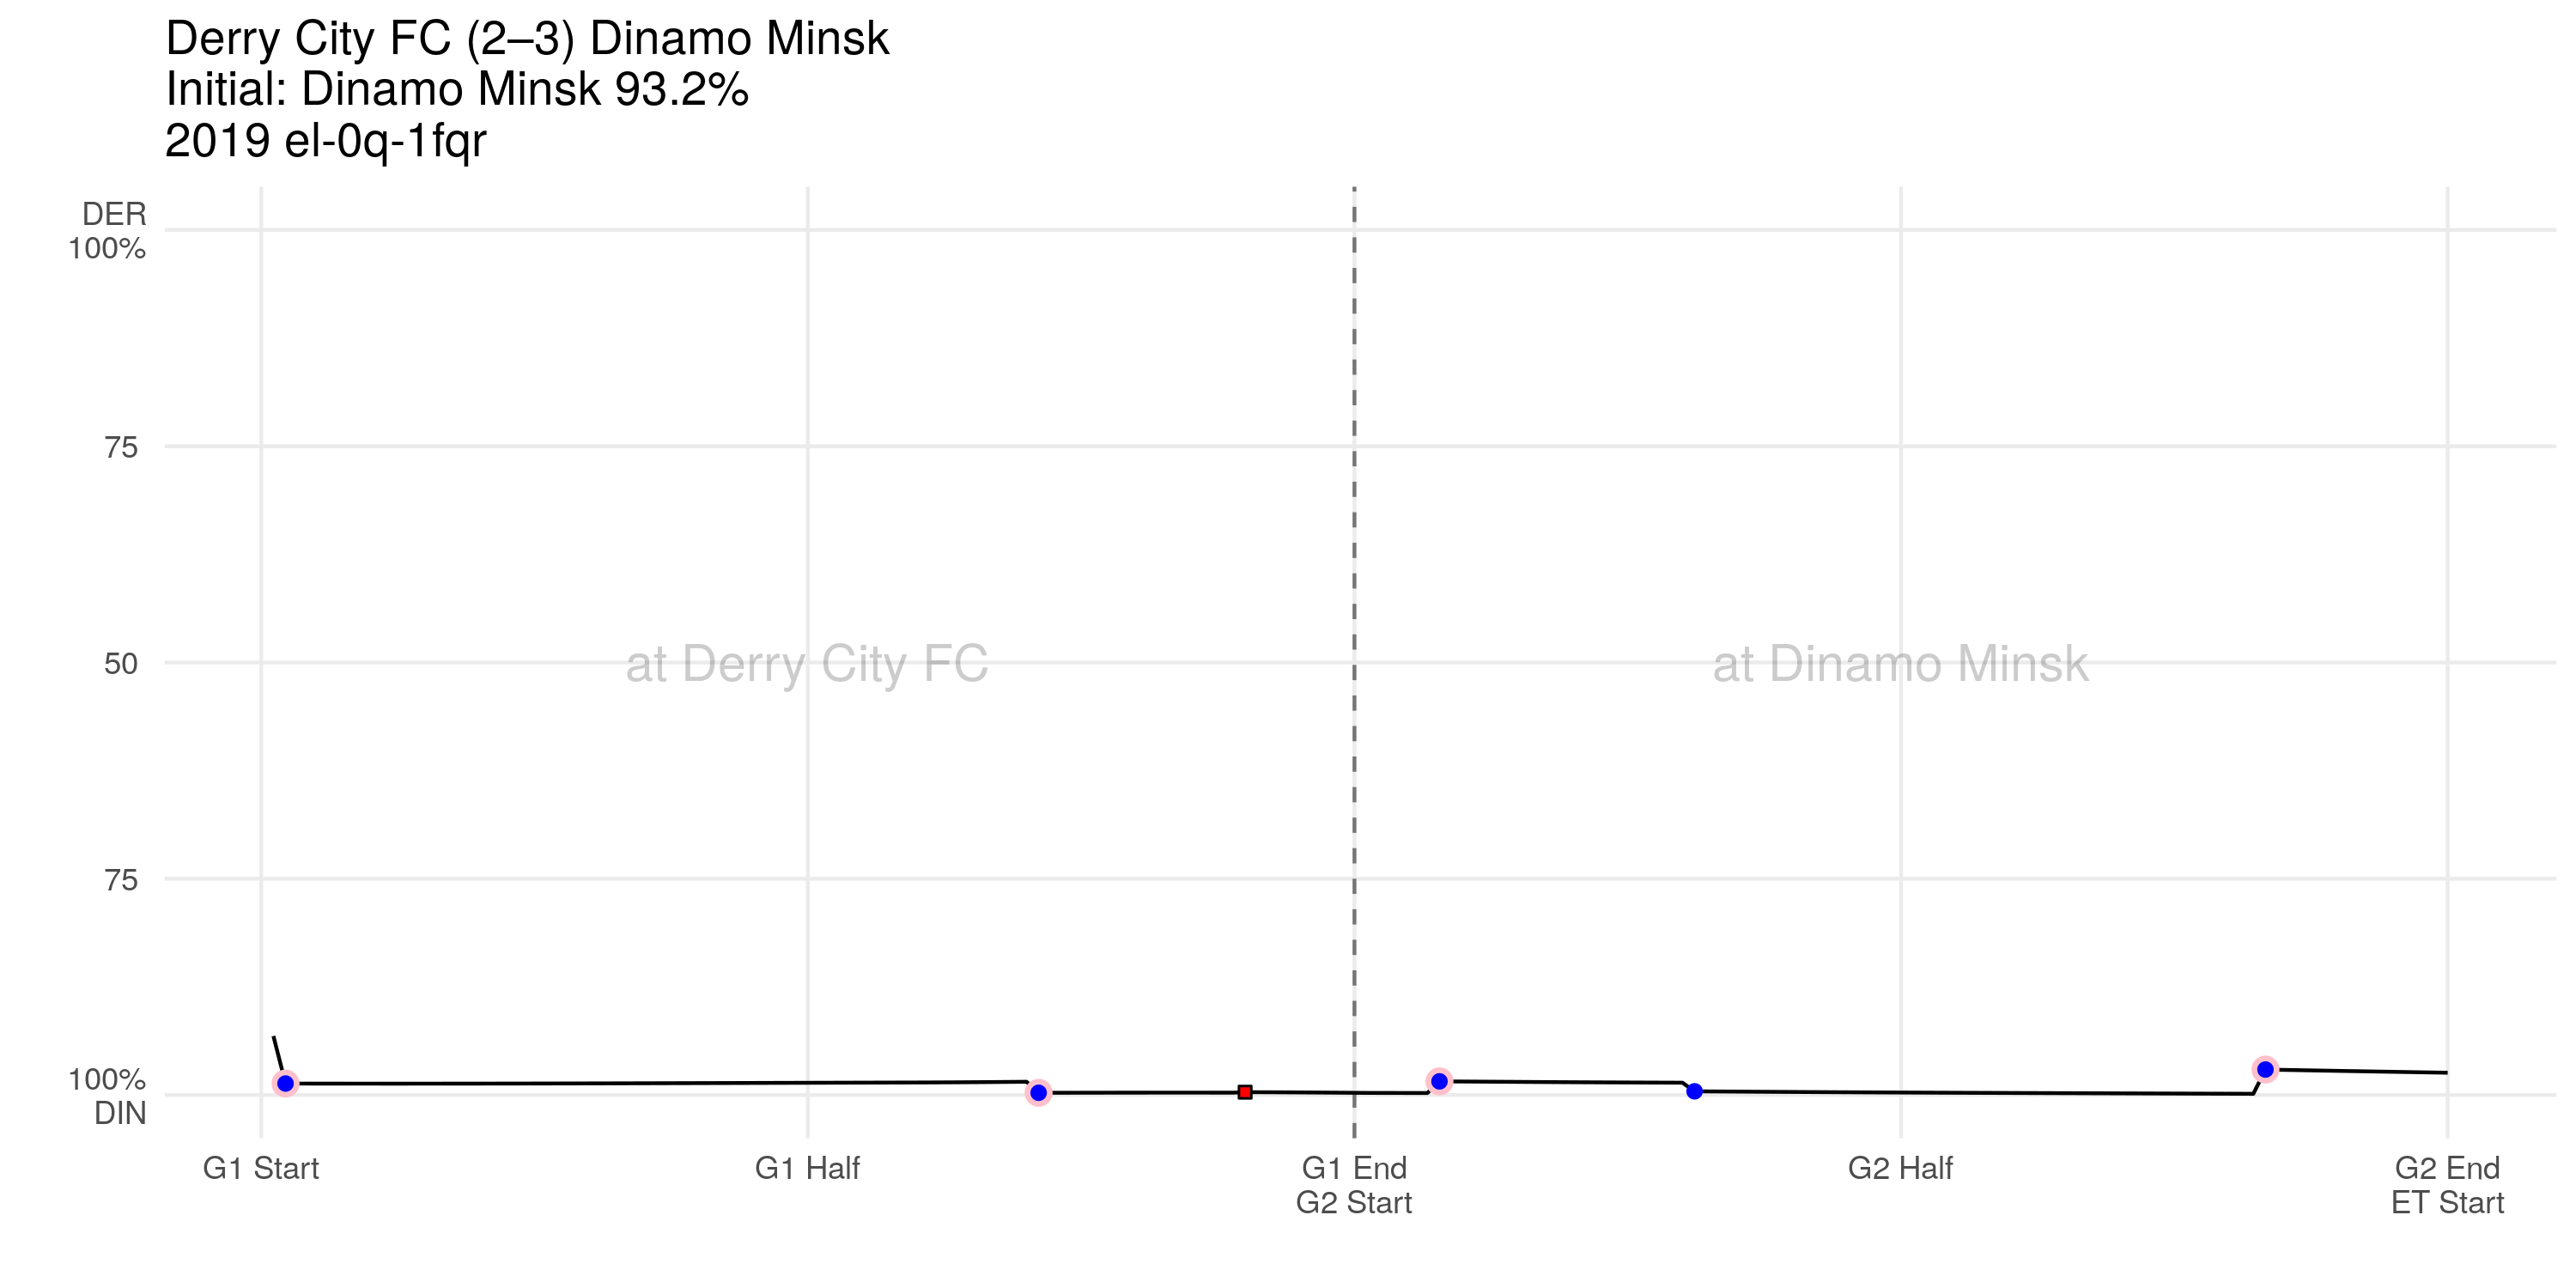 Derry City FC (2–3) Dinamo Minsk
Initial: Dinamo Minsk 93.2%
2019 el-0q-1fqr
DER
100%
75
50
75
100%
DIN
at Derry City FC
at Dinamo Minsk
G1 Start
G1 Half
G1 End
G2 Start
G2 Half
G2 End
ET Start